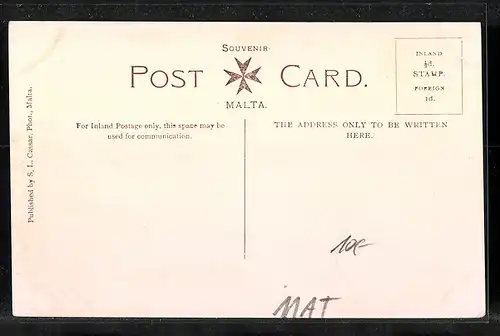 SOUVENIR
POST CARD.
MALTA.
INLAND
½d.
STAMP.
FOREIGN
1d.
For Inland Postage only, this space may be
used for communication.
THE ADDRESS ONLY TO BE WRITTEN
HERE.
Published by S. L. Cassar, Phot., Malta.
10€-
MAT